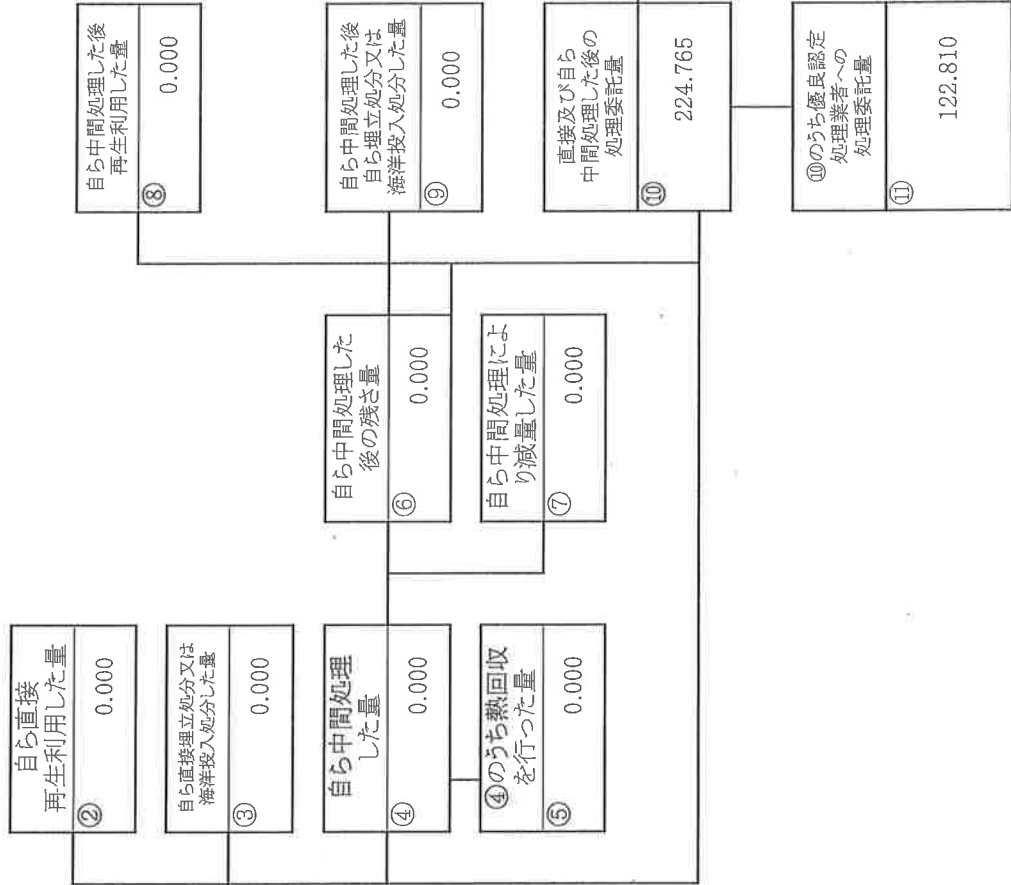 自ら直接
再生利用した量
②
0.000
自ら直接埋立処分又は
海洋投入処分した量
③
0.000
自ら中間処理
した量
④
0.000
④のうち熱回収
を行った量
⑤
0.000
自ら中間処理した
後の残さ量
⑥
0.000
自ら中間処理によ
り減量した量
⑦
0.000
自ら中間処理した後
再生利用した量
⑧
0.000
自ら中間処理した後
自ら埋立処分又は
海洋投入処分した量
⑨
0.000
直接及び自ら
中間処理した後の
処理委託量
⑩
224.765
⑩のうち優良認定
処理業者への
処理委託量
⑪
122.810